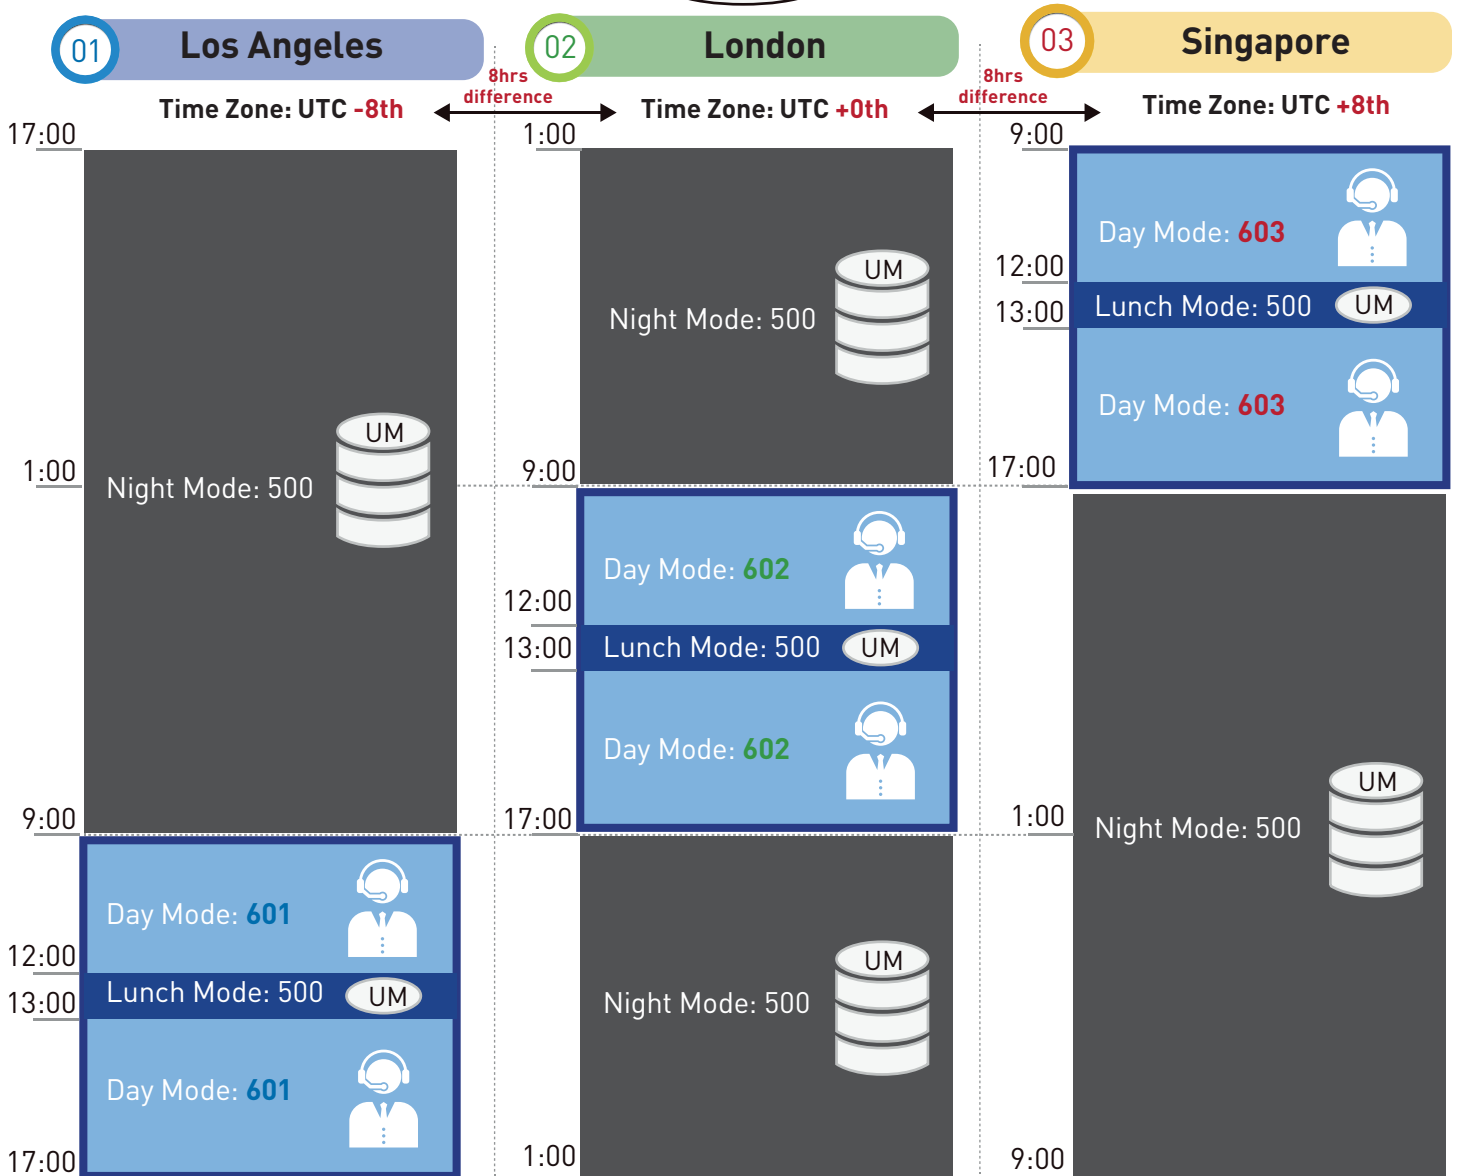 01 Los Angeles
Time Zone: UTC -8th
8hrs
difference
17:00
Night Mode: 500
UM
1:00
9:00
Day Mode: 601
12:00
Lunch Mode: 500 UM
13:00
Day Mode: 601
17:00
02 London
Time Zone: UTC +0th
8hrs
difference
1:00
Night Mode: 500
UM
9:00
Day Mode: 602
12:00
Lunch Mode: 500 UM
13:00
Day Mode: 602
17:00
Night Mode: 500
UM
1:00
03 Singapore
Time Zone: UTC +8th
9:00
Day Mode: 603
12:00
Lunch Mode: 500 UM
13:00
Day Mode: 603
17:00
Night Mode: 500
UM
1:00
9:00